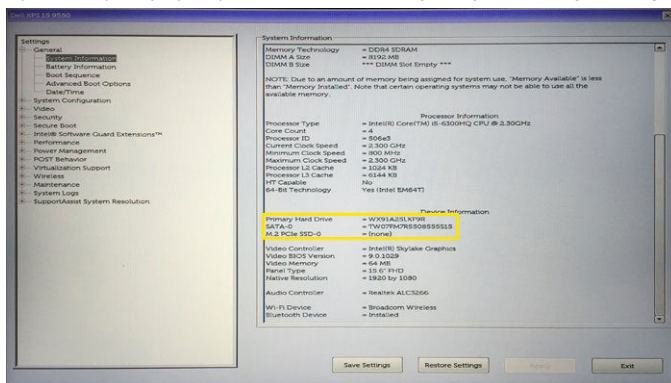 Dell XPS 15 9550
Settings
General
System Information
Battery Information
Boot Sequence
Advanced Boot Options
Date/Time
System Configuration
Video
Security
Secure Boot
Intel® Software Guard Extensions™
Performance
Power Management
POST Behavior
Virtualization Support
Wireless
Maintenance
System Logs
SupportAssist System Resolution
System Information
Memory Technology = DDR4 SDRAM
DIMM A Size = 8192 MB
DIMM B Size *** DIMM Slot Empty ***
NOTE: Due to an amount of memory being assigned for system use, "Memory Available" is less
than "Memory Installed". Note that certain operating systems may not be able to use all the
available memory.
Processor Information
Processor Type = Intel(R) Core(TM) i5-6300HQ CPU @ 2.30GHz
Core Count = 4
Processor ID = 506e3
Current Clock Speed = 2.300 GHz
Minimum Clock Speed = 800 MHz
Maximum Clock Speed = 2.300 GHz
Processor L2 Cache = 1024 KB
Processor L3 Cache = 6144 KB
HT Capable No
64-Bit Technology Yes (Intel EM64T)
Device Information
Primary Hard Drive =
SATA-0 =
M.2 PCIe SSD-0 = (none)
Video Controller = Intel(R) Skylake Graphics
Video BIOS Version = 9.0.1029
Video Memory = 64 MB
Panel Type = 15.6" FHD
Native Resolution = 1920 by 1080
Audio Controller = Realtek ALC3266
Wi-Fi Device = Broadcom Wireless
Bluetooth Device = Installed
Save Settings
Restore Settings
Apply
Exit